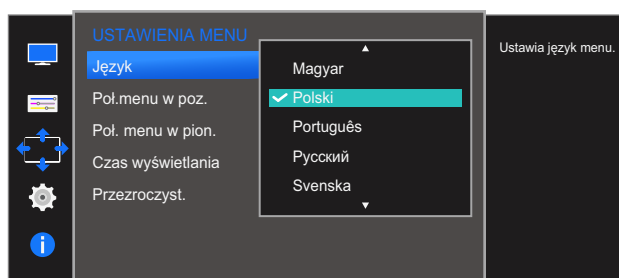 USTAWIENIA MENU
Język
Poł.menu w poz.
Poł. menu w pion.
Czas wyświetlania
Przezroczyst.
Magyar
Polski
Português
Русский
Svenska
Ustawia język menu.